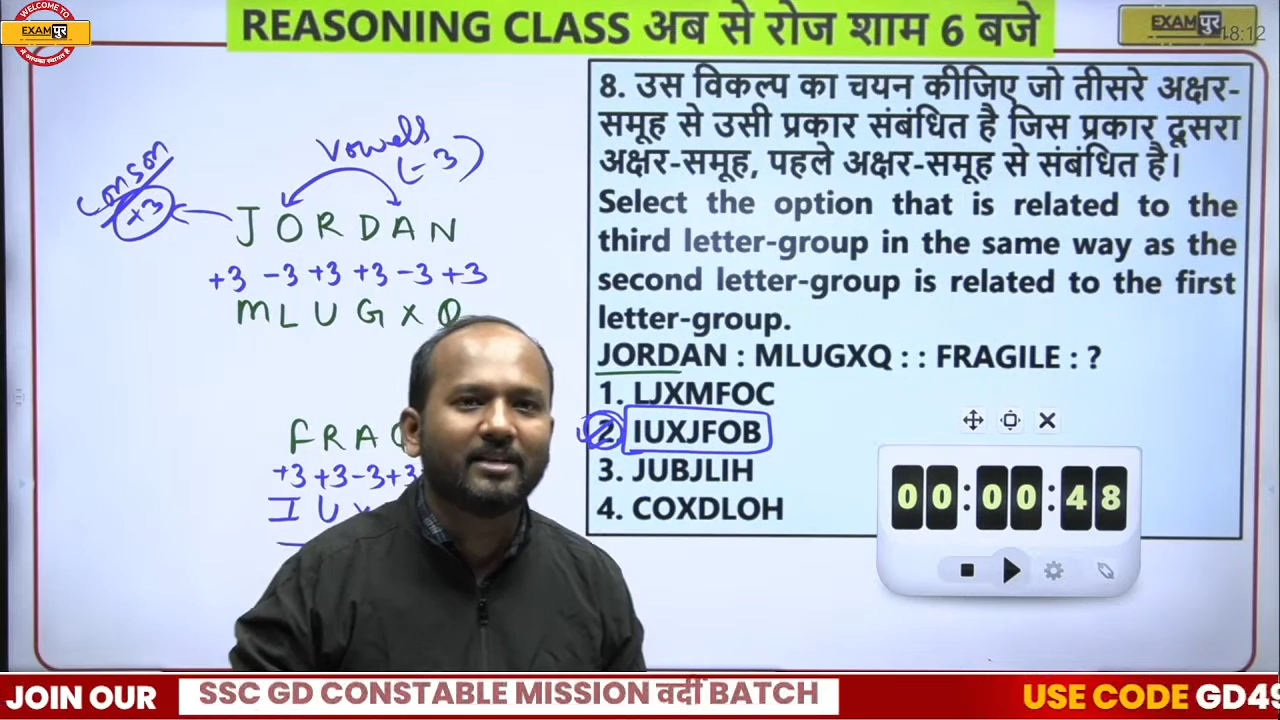 WELCOME TO
EXAMपुर
REASONING CLASS अब से रोज शाम 6 बजे
EXAMपुर
18:12
8. उस विकल्प का चयन कीजिए जो तीसरे अक्षर-
समूह से उसी प्रकार संबंधित है जिस प्रकार दूसरा
अक्षर-समूह, पहले अक्षर-समूह से संबंधित है।
Select the option that is related to the
third letter-group in the same way as the
second letter-group is related to the first
letter-group.
JORDAN : MLUGXQ : : FRAGILE : ?
1. LJXMFOC
2. IUXJFOB
3. JUBJLIH
4. COXDLOH
Vowels
(-3)
Conson
+3
JORDAN
+3 -3 +3 +3 -3 +3
MLUGXQ
FRAG
+3 +3 -3 +3
IUX
00:00:48
JOIN OUR
SSC GD CONSTABLE MISSION वर्दी BATCH
USE CODE GD49